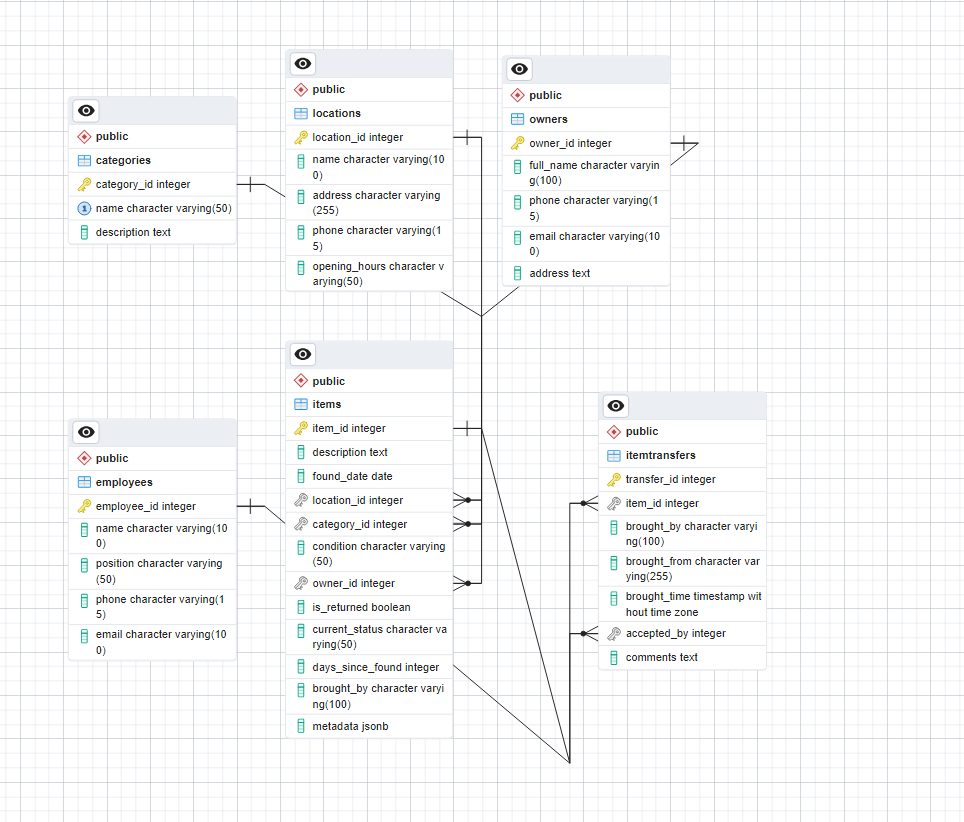 public
categories
category_id integer
name character varying(50)
description text
public
locations
location_id integer
name character varying(10
0)
address character varying
(255)
phone character varying(1
5)
opening_hours character v
arying(50)
public
owners
owner_id integer
full_name character varyin
g(100)
phone character varying(1
5)
email character varying(10
0)
address text
public
employees
employee_id integer
name character varying(10
0)
position character varying
(50)
phone character varying(1
5)
email character varying(10
0)
public
items
item_id integer
description text
found_date date
location_id integer
category_id integer
condition character varying
(50)
owner_id integer
is_returned boolean
current_status character va
rying(50)
days_since_found integer
brought_by character varyi
ng(100)
metadata jsonb
public
itemtransfers
transfer_id integer
item_id integer
brought_by character varyi
ng(100)
brought_from character var
ying(255)
brought_time timestamp wit
hout time zone
accepted_by integer
comments text